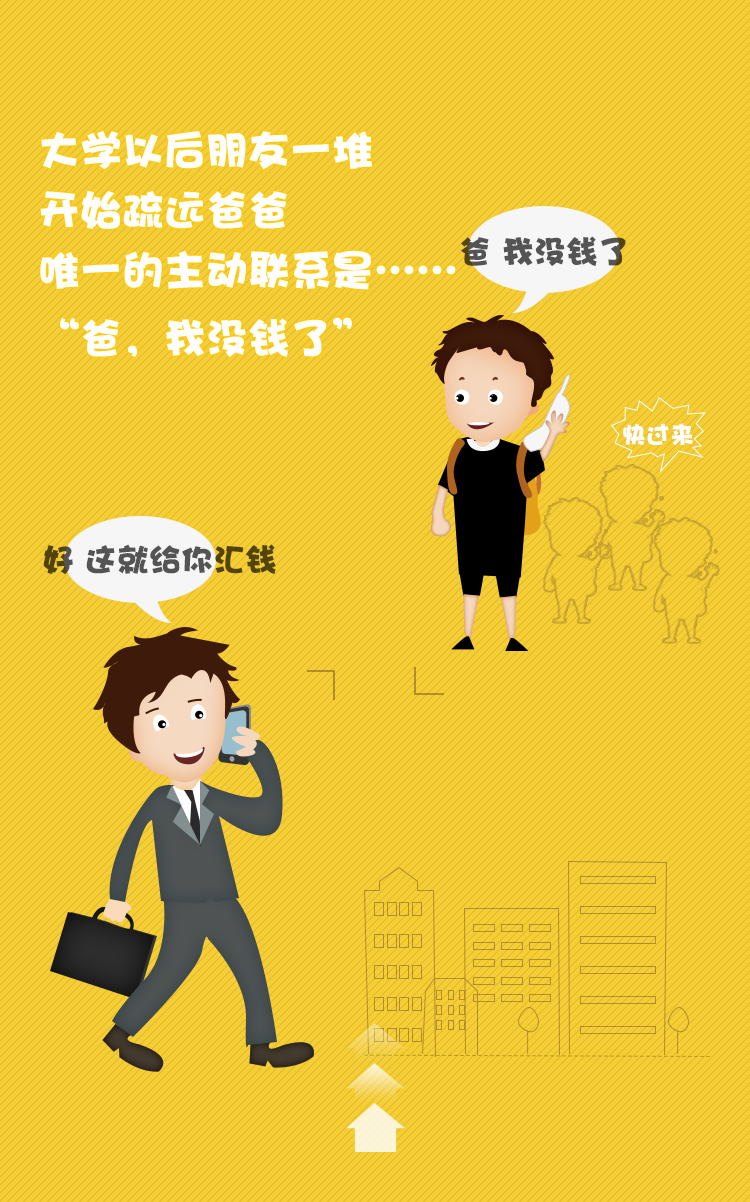 大学以后朋友一堆
开始疏远爸爸
唯一的主动联系是……
“爸，我没钱了”
爸 我没钱了
快过来
好 这就给你汇钱